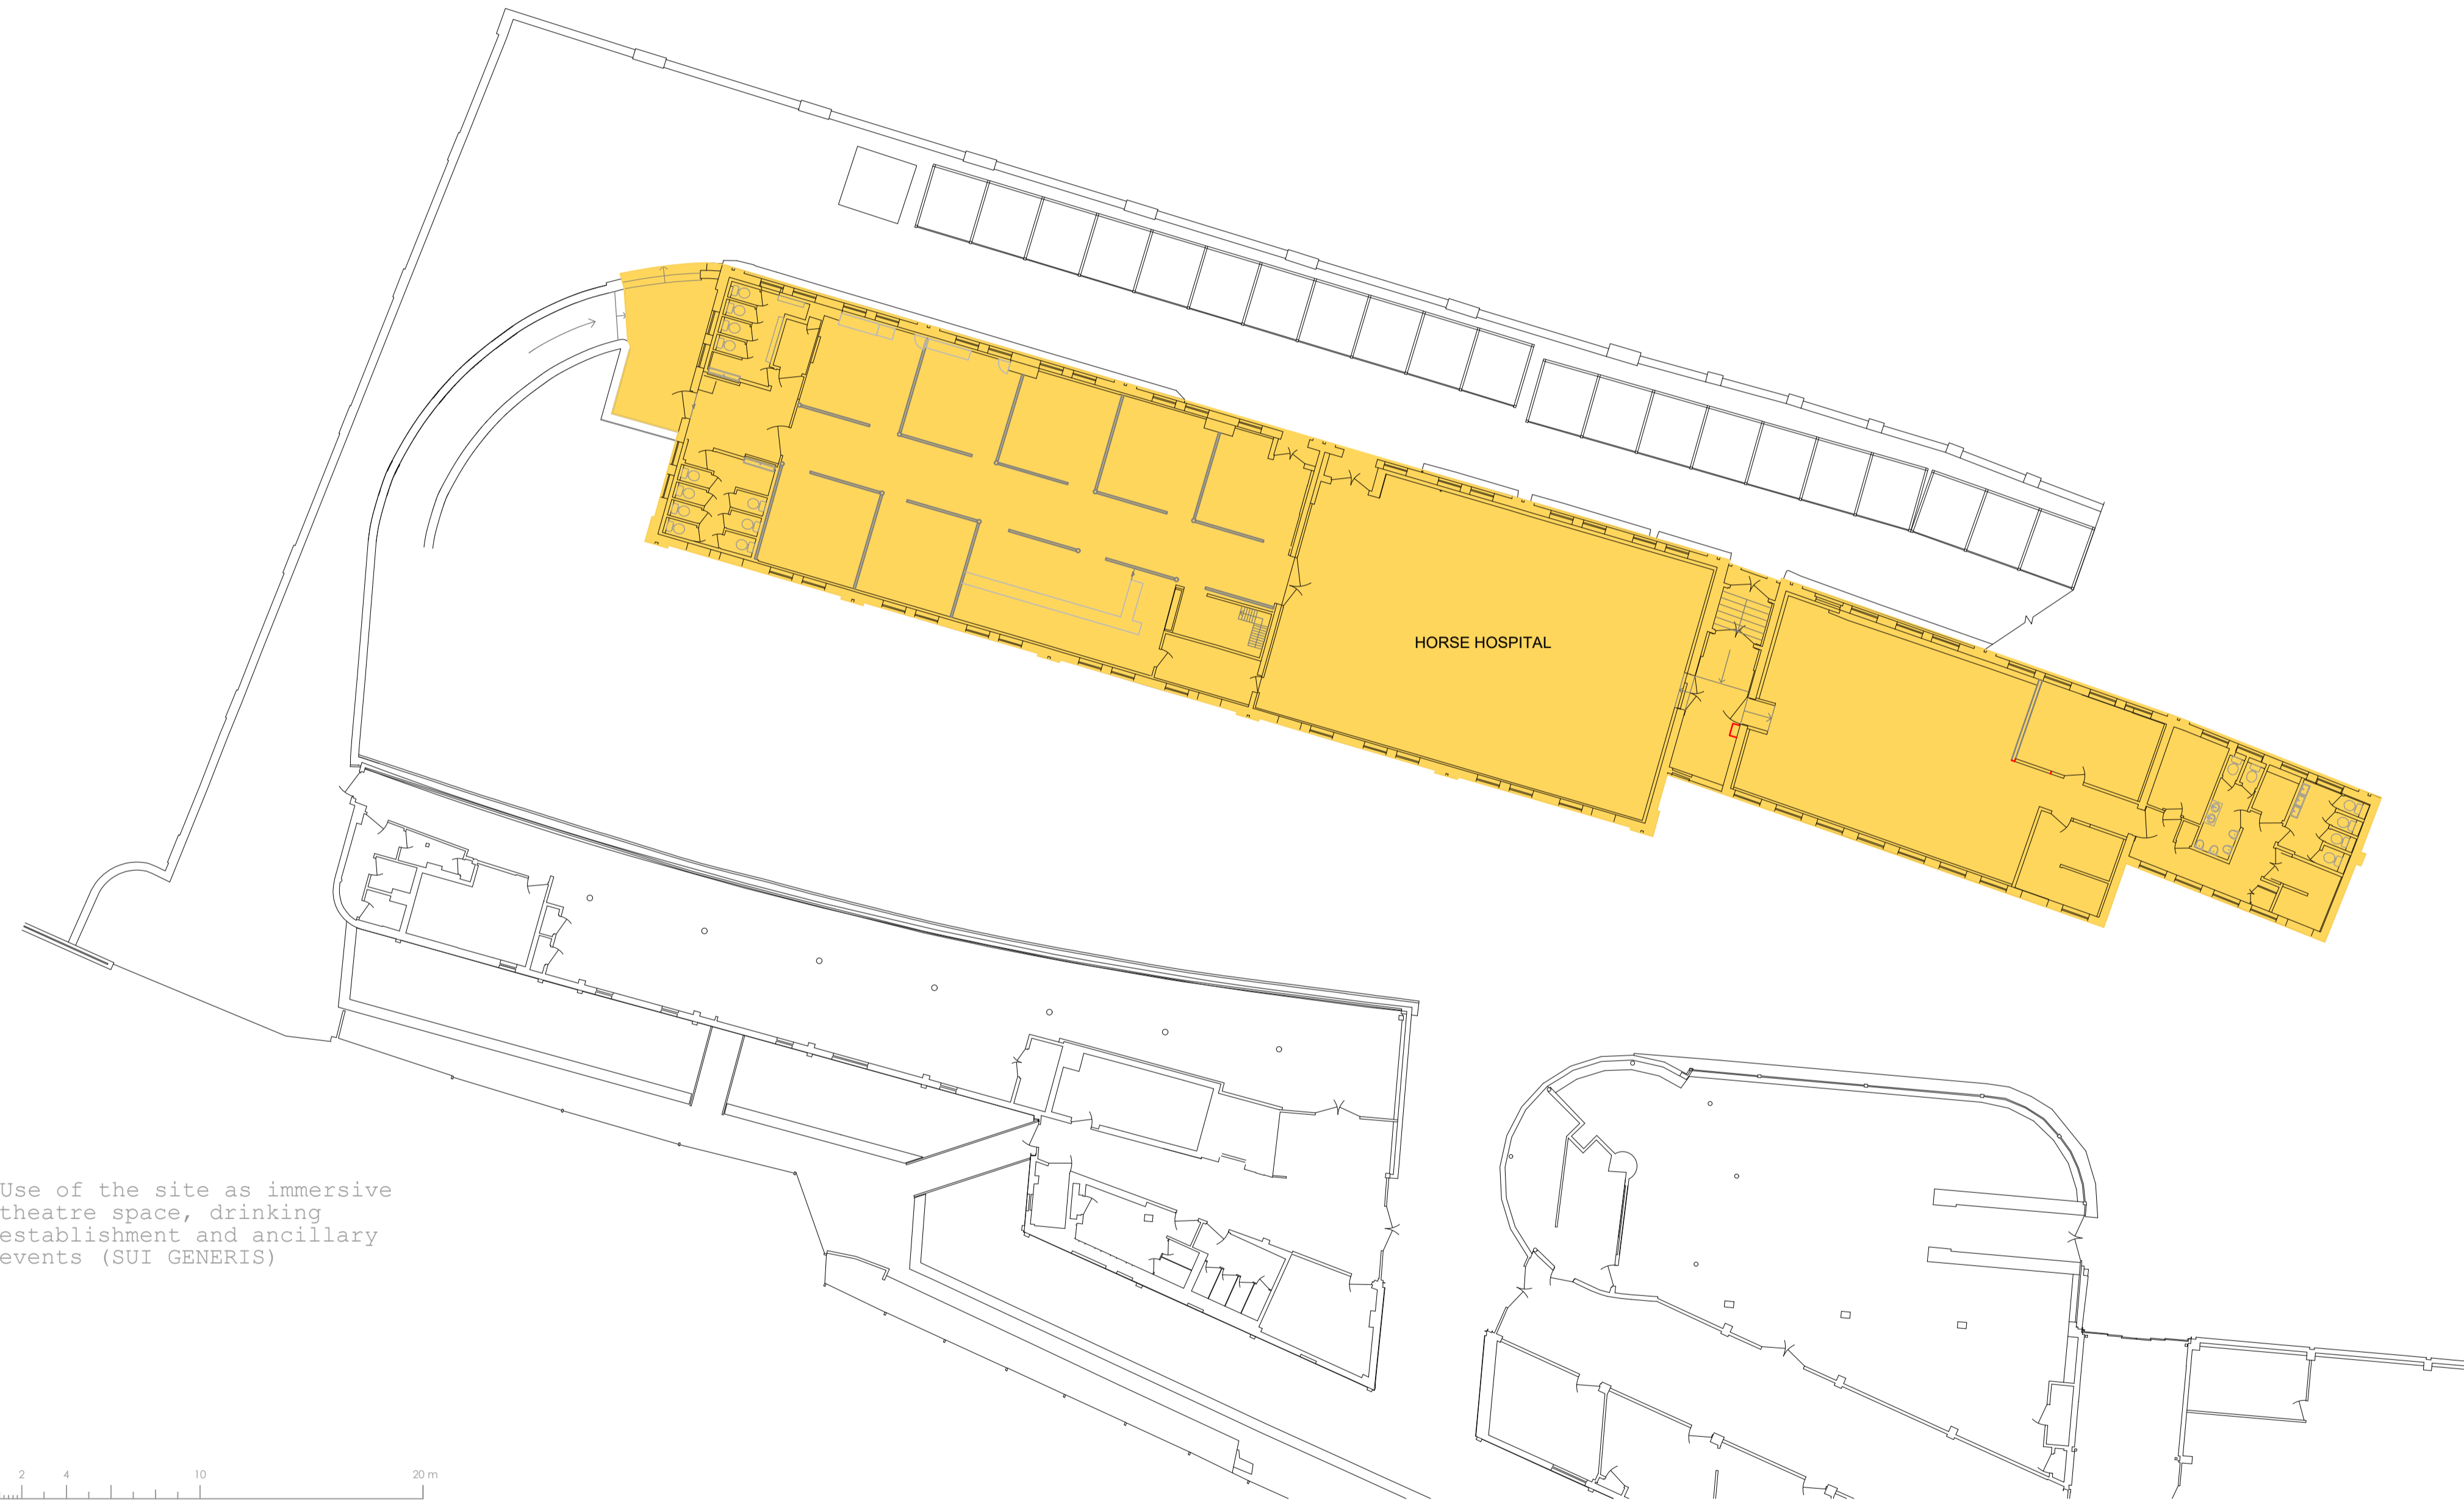 HORSE HOSPITAL
Use of the site as immersive
theatre space, drinking
establishment and ancillary
events (SUI GENERIS)
2 4 10 20 m